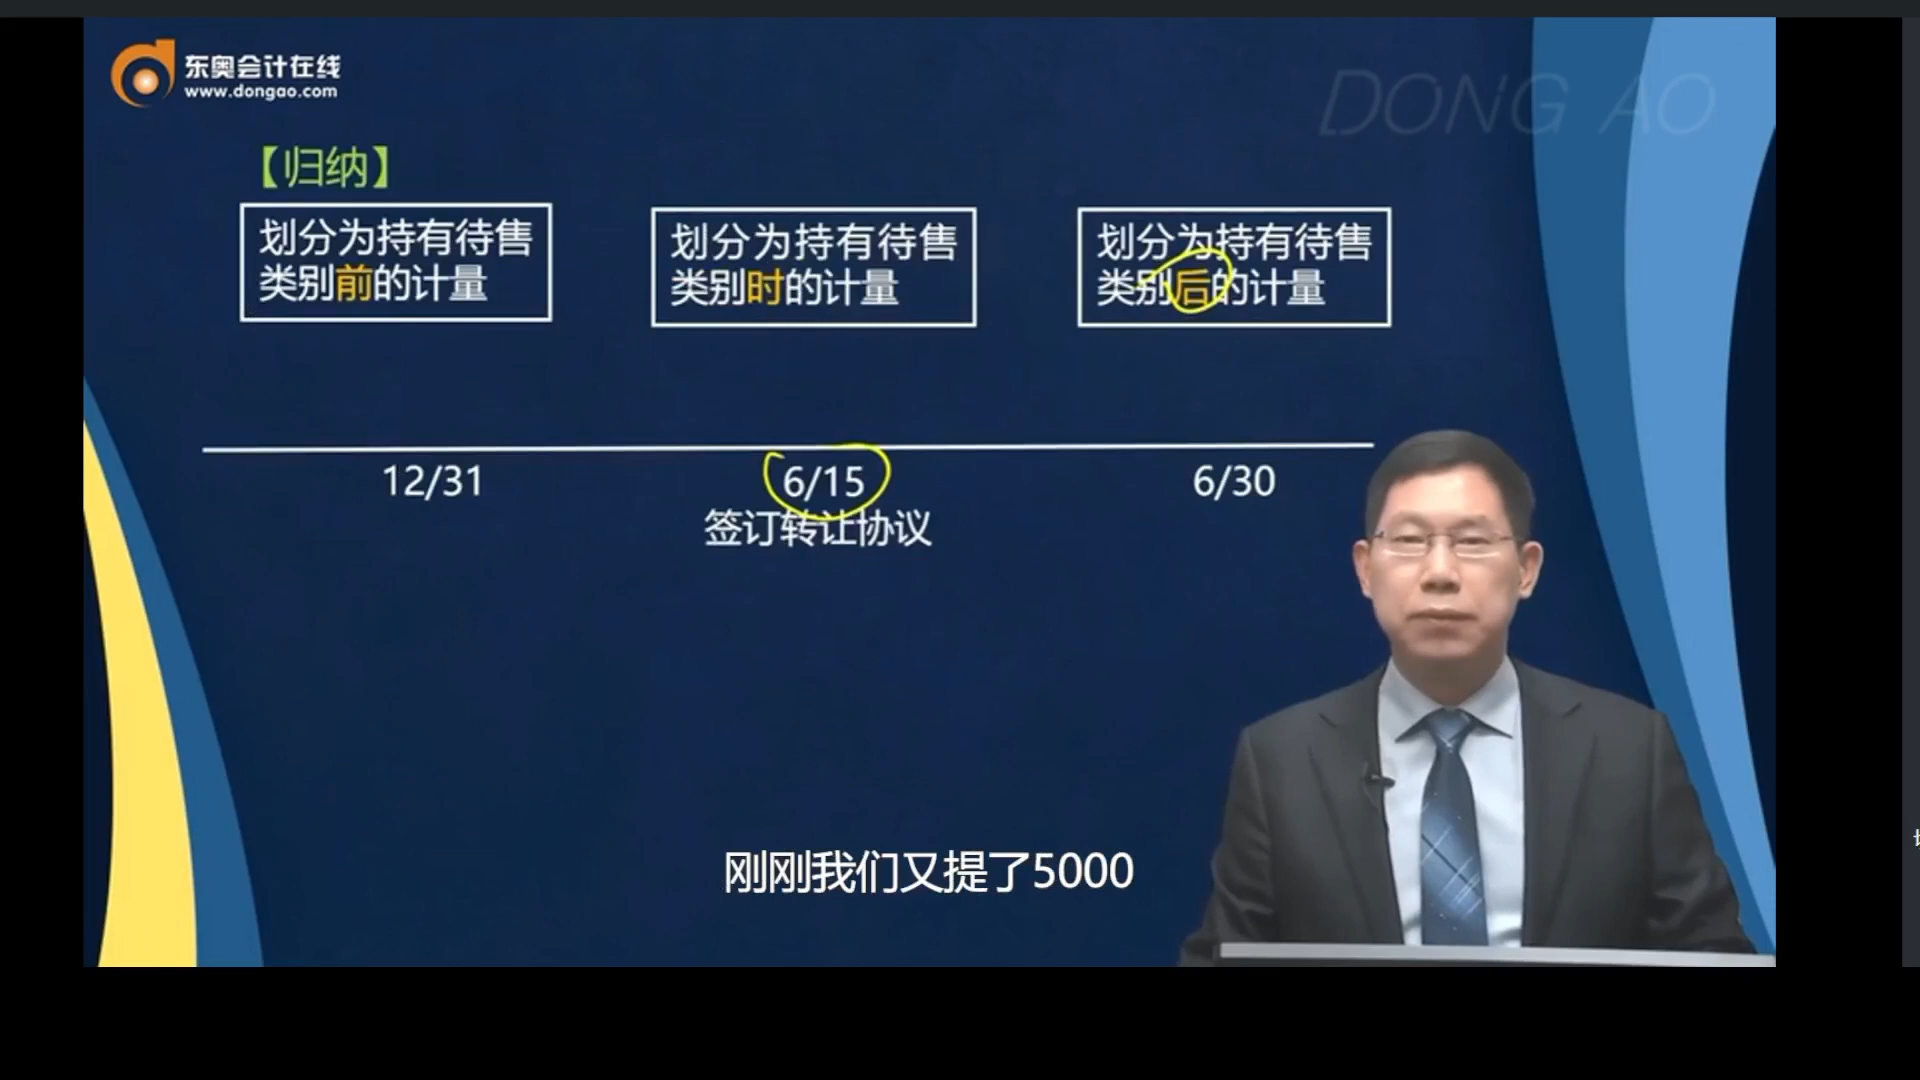 东奥会计在线
www.dongao.com
DONG AO
【归纳】
划分为持有待售
类别前的计量
划分为持有待售
类别时的计量
划分为持有待售
类别后的计量
12/31
6/15
6/30
签订转让协议
刚刚我们又提了5000